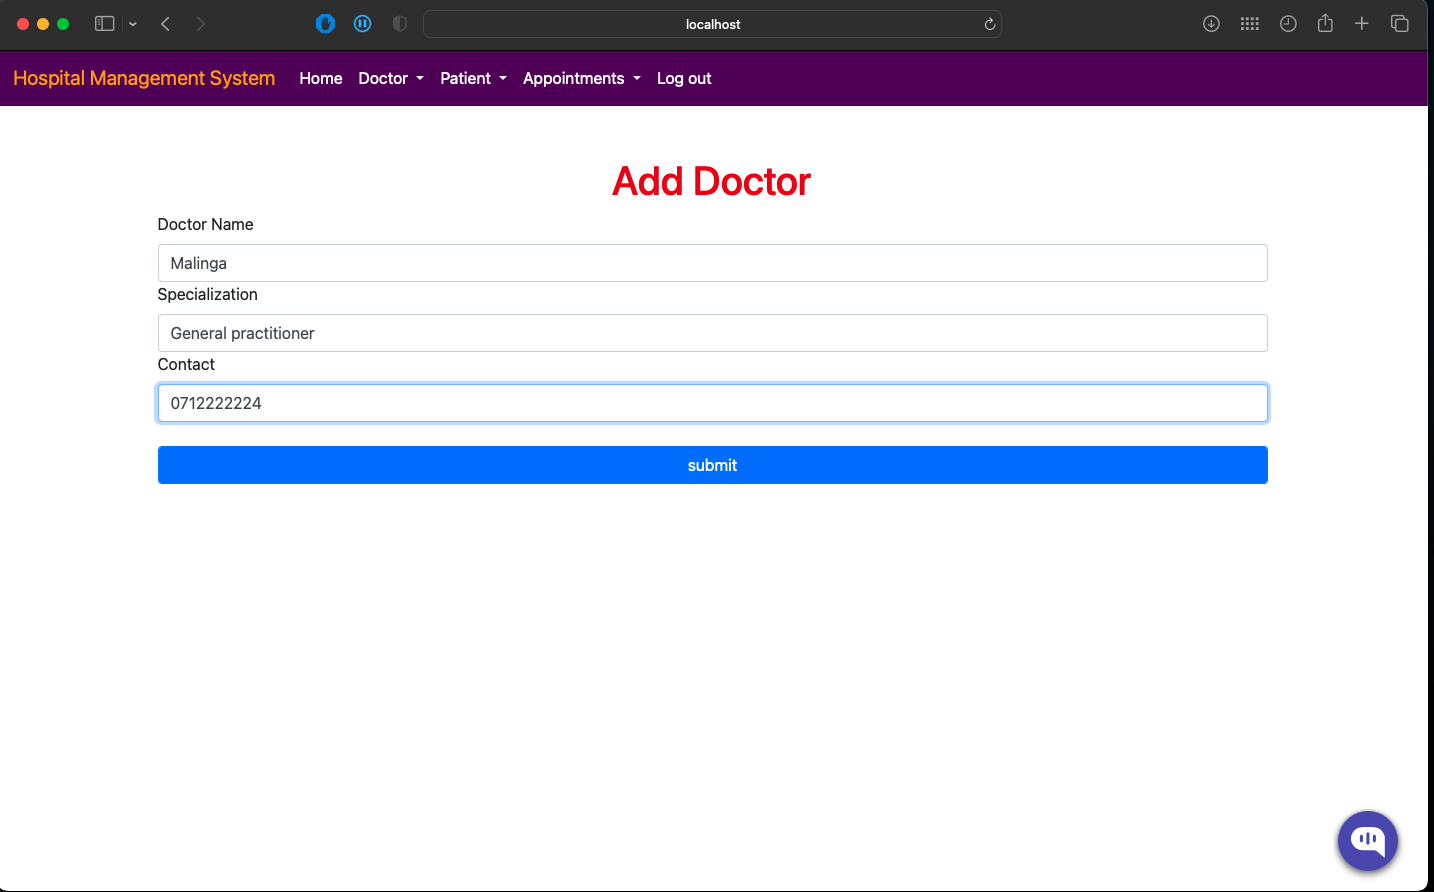 localhost
Hospital Management System Home Doctor Patient Appointments Log out
Add Doctor
Doctor Name
Malinga
Specialization
General practitioner
Contact
0712222224
submit